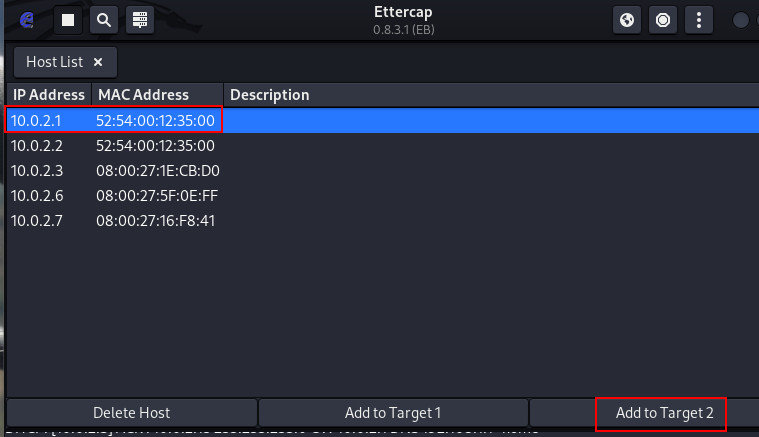 Ettercap
0.8.3.1 (EB)
Host List ×
IP Address MAC Address Description
10.0.2.1 52:54:00:12:35:00
10.0.2.2 52:54:00:12:35:00
10.0.2.3 08:00:27:1E:CB:D0
10.0.2.6 08:00:27:5F:0E:FF
10.0.2.7 08:00:27:16:F8:41
Delete Host Add to Target 1 Add to Target 2